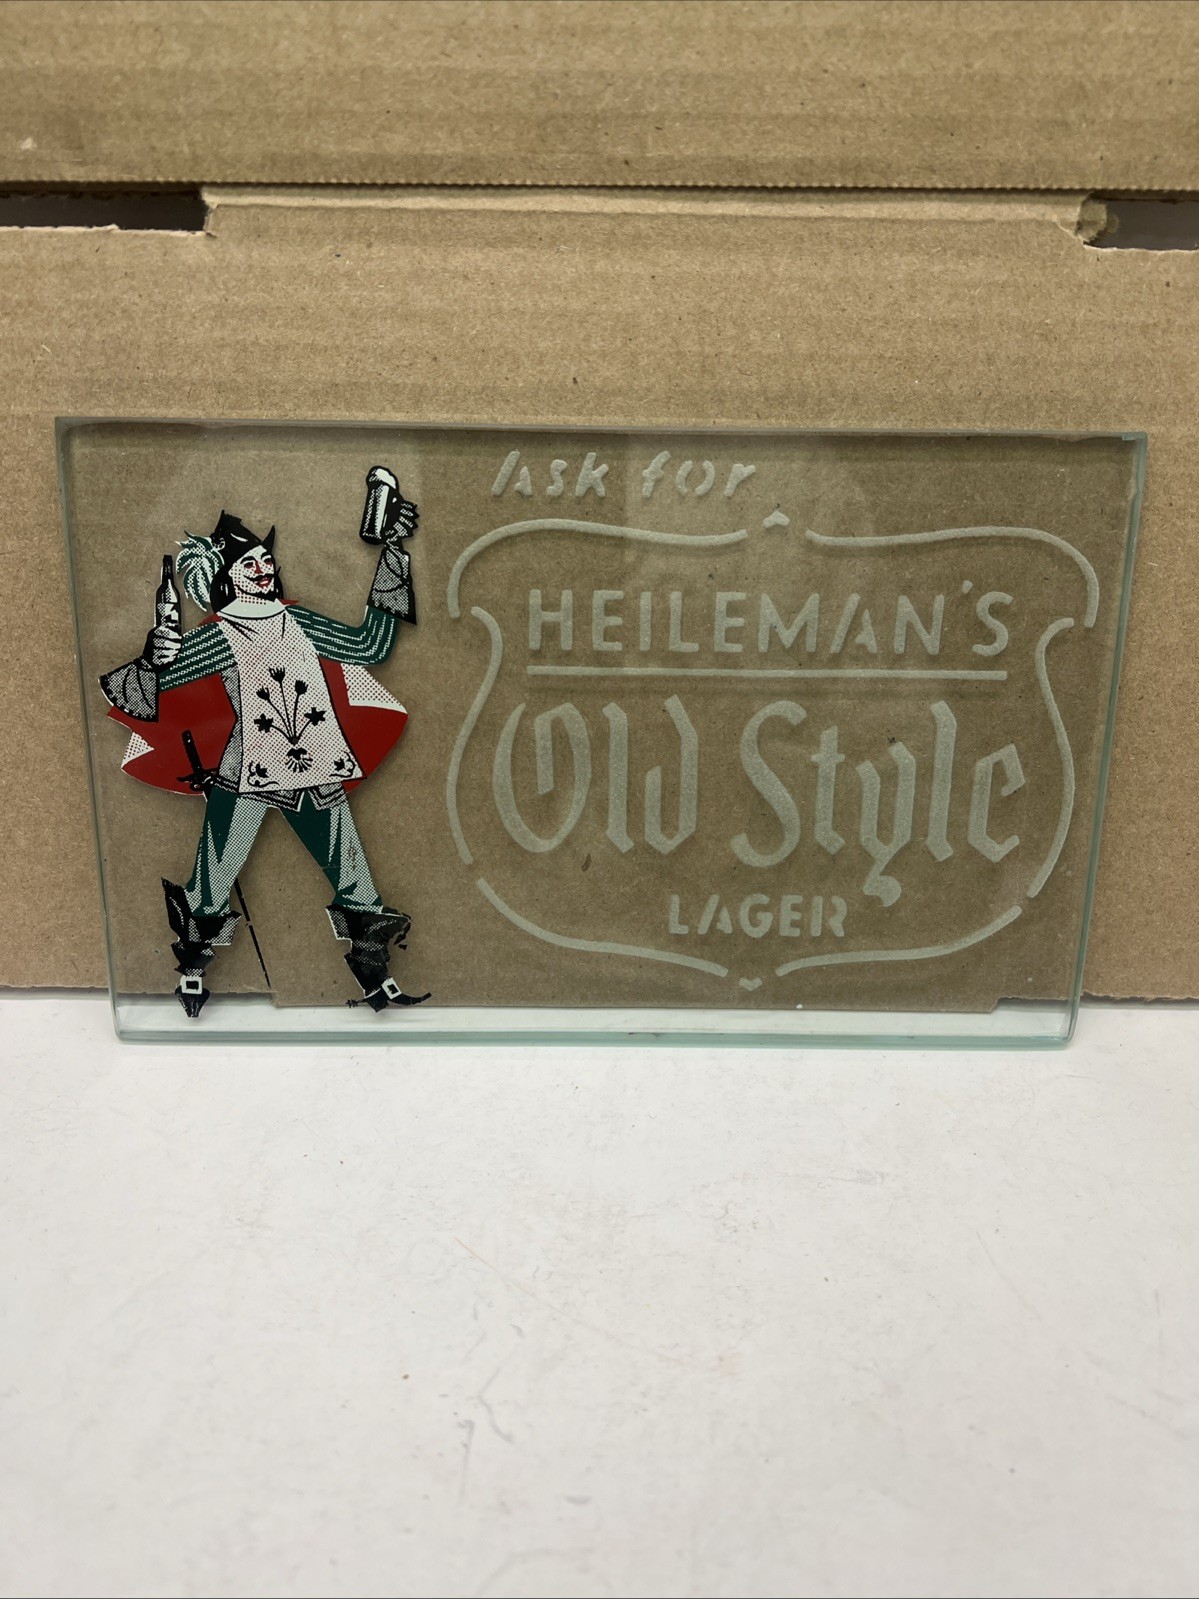 Ask for
HEILEMAN'S
Old Style
LAGER